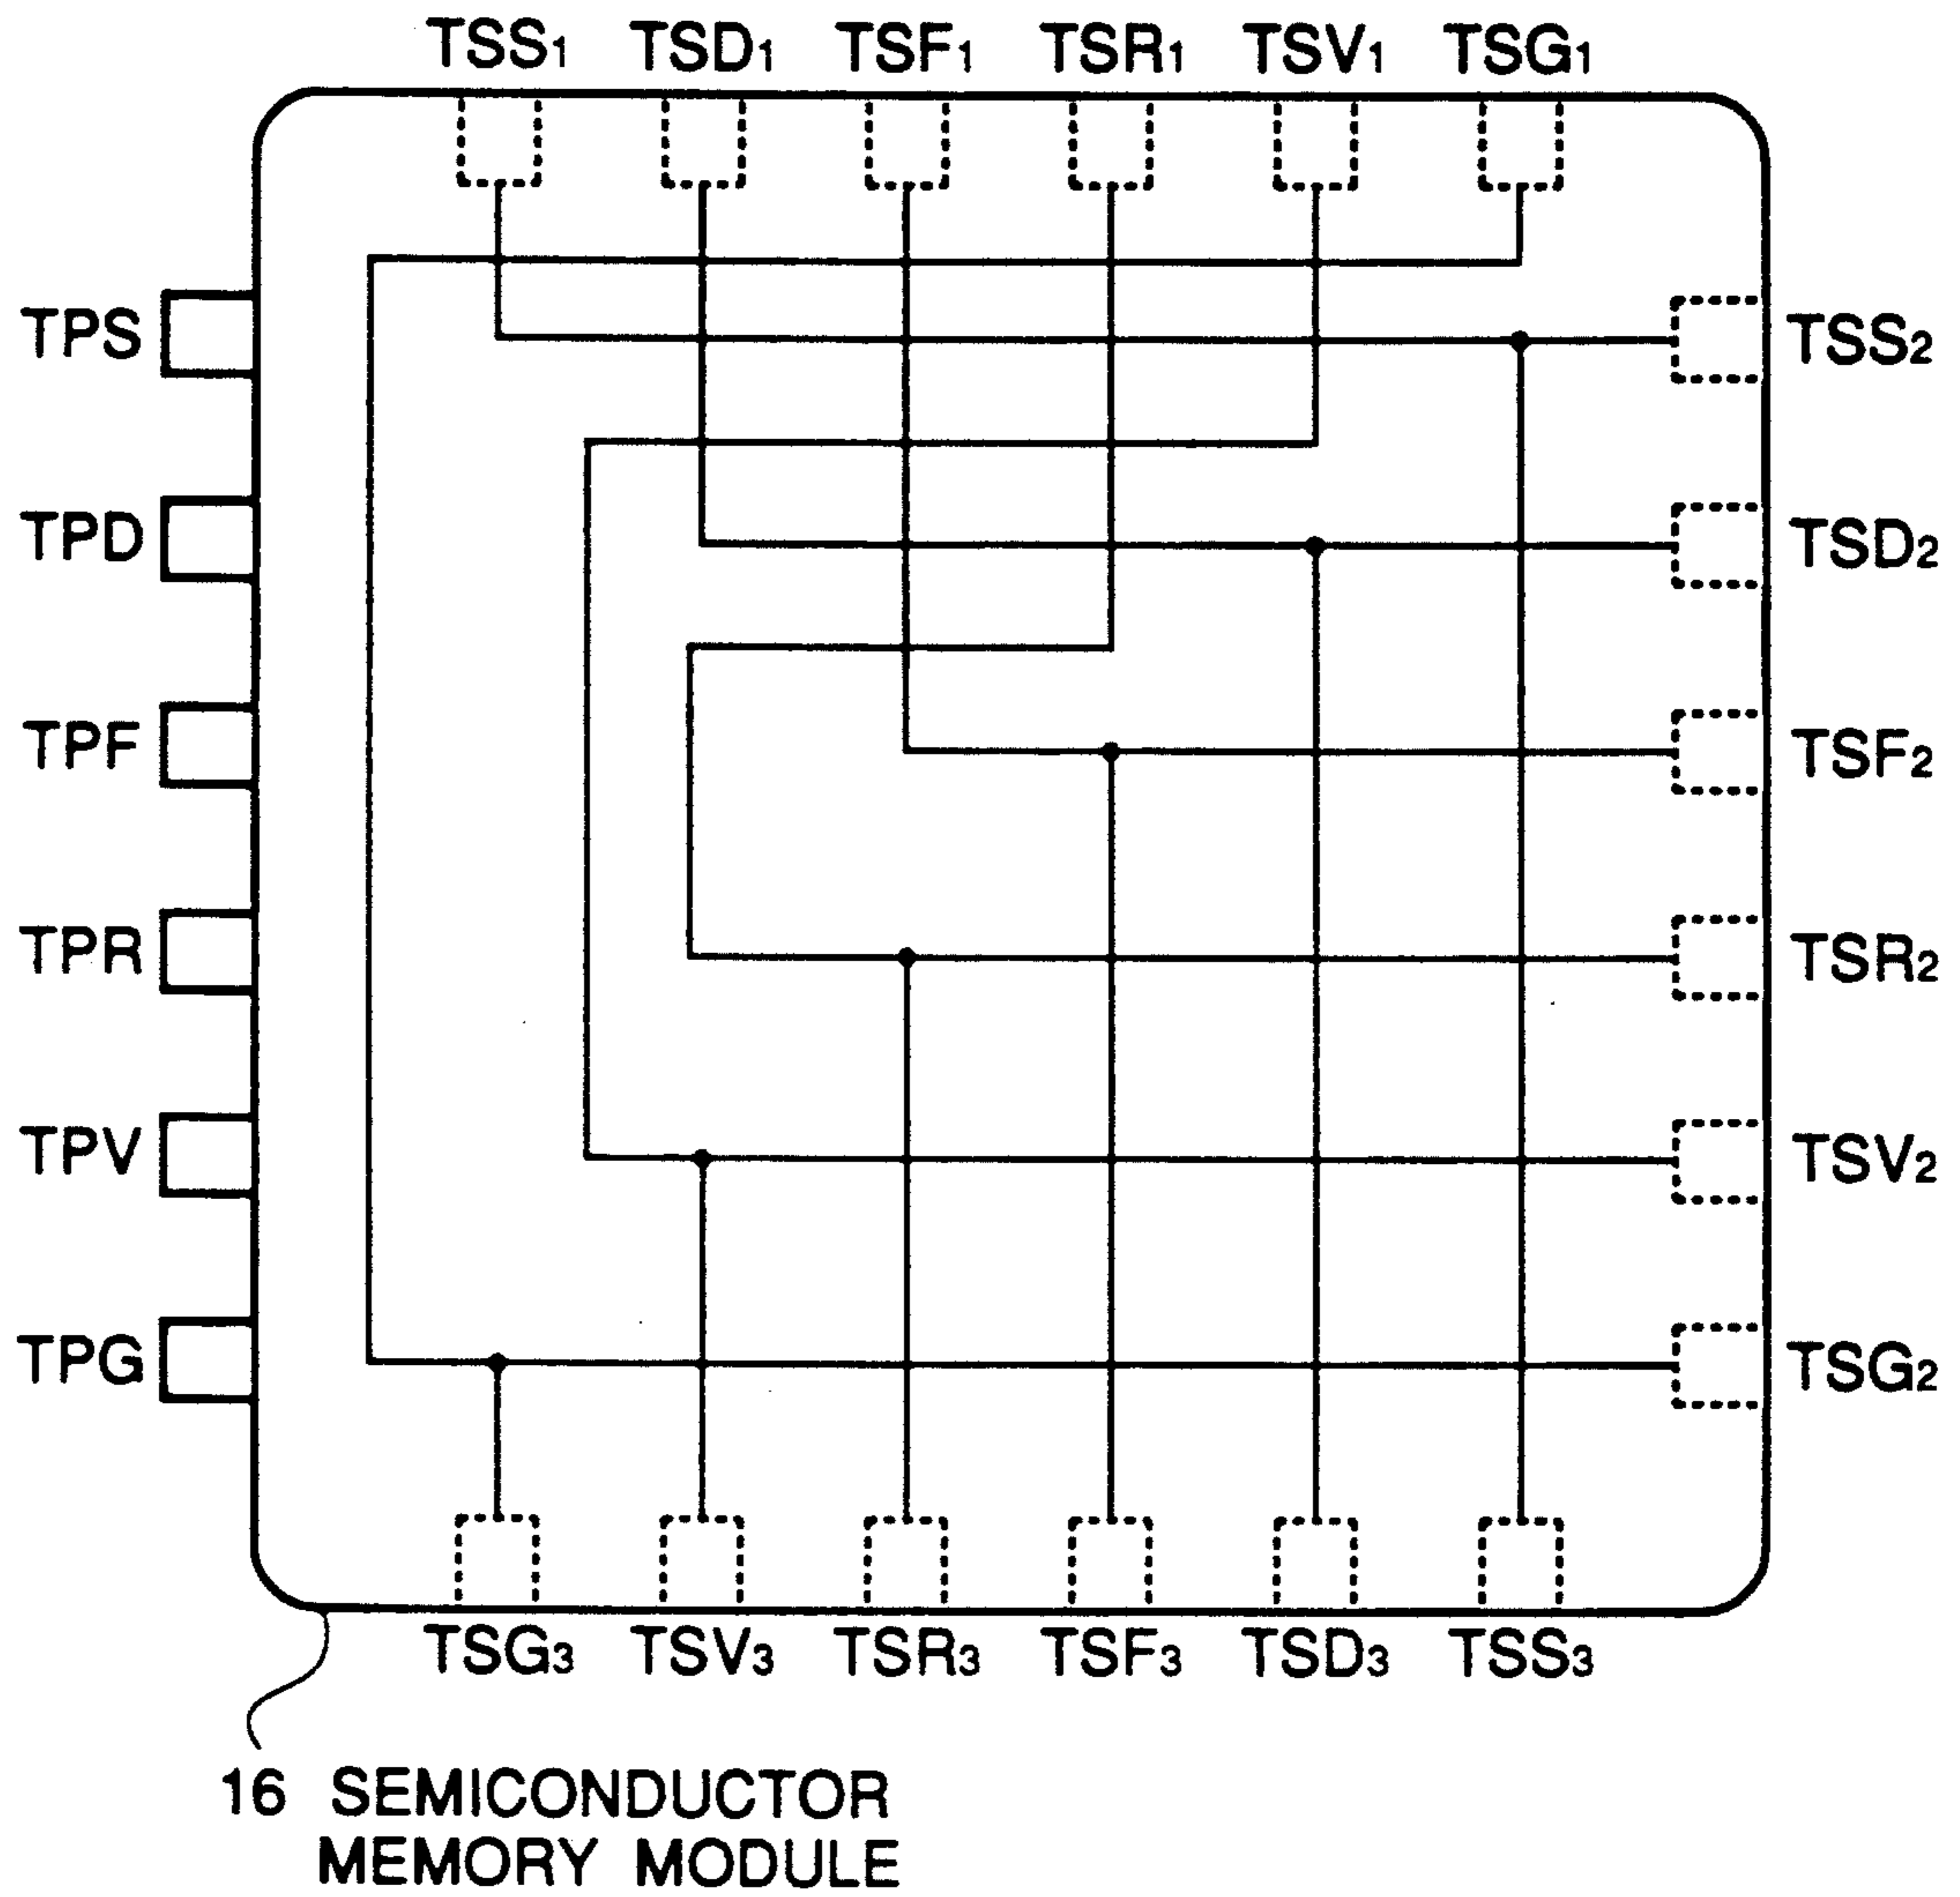 TSS1 TSD1 TSF1 TSR1 TSV1 TSG1
TPS
TSS2
TPD
TSD2
TPF
TSF2
TPR
TSR2
TPV
TSV2
TPG
TSG2
TSG3 TSV3 TSR3 TSF3 TSD3 TSS3
16 SEMICONDUCTOR
MEMORY MODULE